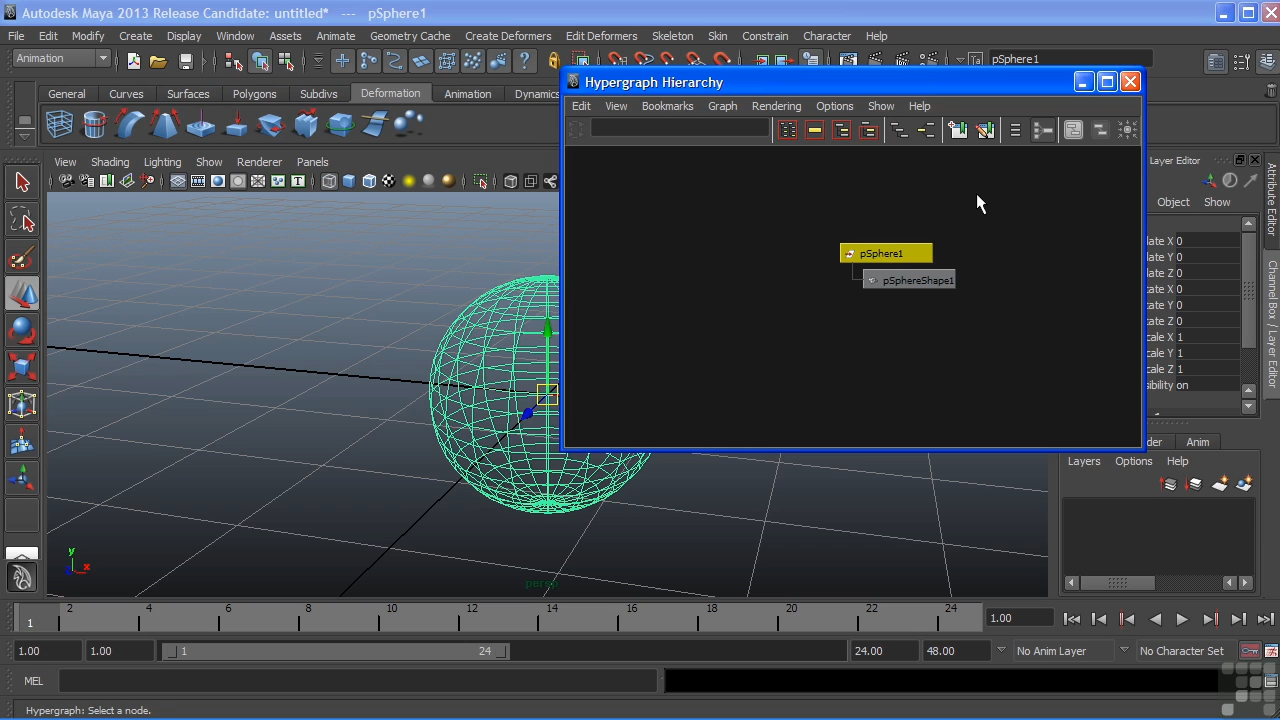 Autodesk Maya 2013 Release Candidate: untitled* --- pSphere1
File Edit Modify Create Display Window Assets Animate Geometry Cache Create Deformers Edit Deformers Skeleton Skin Constrain Character Help
Animation
pSphere1
General Curves Surfaces Polygons Subdivs Deformation Animation Dynamics
Hypergraph Hierarchy
Edit View Bookmarks Graph Rendering Options Show Help
View Shading Lighting Show Renderer Panels
Layer Editor
Object Show
late X 0
late Y 0
late Z 0
tate X 0
tate Y 0
tate Z 0
cale X 1
cale Y 1
cale Z 1
sibility on
pSphere1
pSphereShape1
Attribute Editor
Channel Box / Layer Editor
der Anim
Layers Options Help
y
x
persp
1 2 4 6 8 10 12 14 16 18 20 22 24
1.00
1.00 1.00 1 24 24.00 48.00 No Anim Layer No Character Set
MEL
Hypergraph: Select a node.